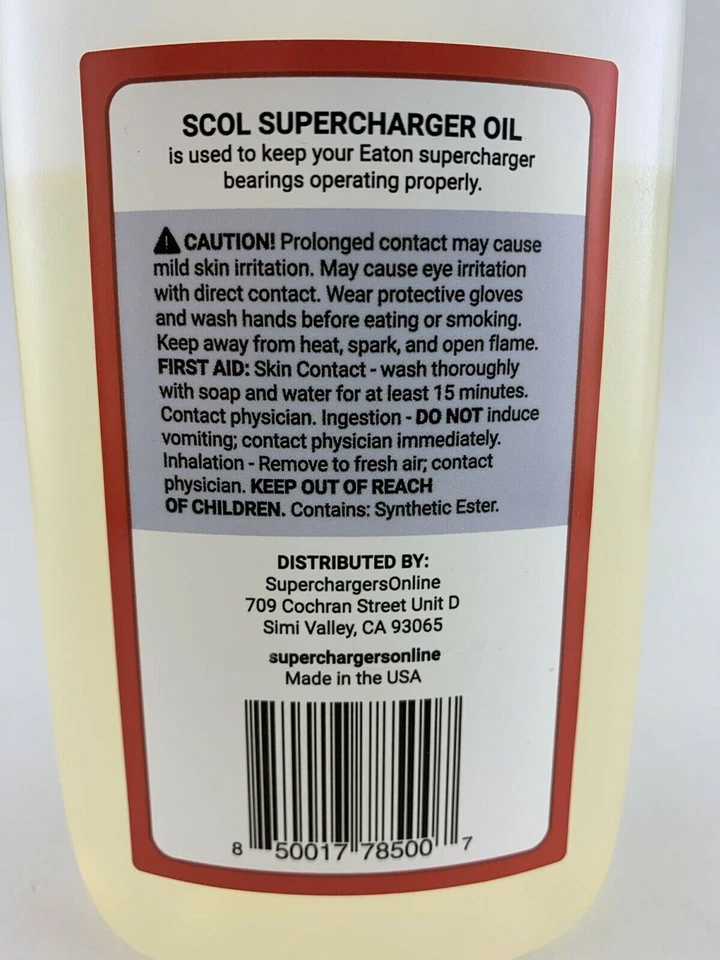 SCOL SUPERCHARGER OIL
is used to keep your Eaton supercharger
bearings operating properly.
⚠ CAUTION! Prolonged contact may cause
mild skin irritation. May cause eye irritation
with direct contact. Wear protective gloves
and wash hands before eating or smoking.
Keep away from heat, spark, and open flame.
FIRST AID: Skin Contact - wash thoroughly
with soap and water for at least 15 minutes.
Contact physician. Ingestion - DO NOT induce
vomiting; contact physician immediately.
Inhalation - Remove to fresh air; contact
physician. KEEP OUT OF REACH
OF CHILDREN. Contains: Synthetic Ester.
DISTRIBUTED BY:
SuperchargersOnline
709 Cochran Street Unit D
Simi Valley, CA 93065
superchargersonline
Made in the USA
8 50017 78500 7